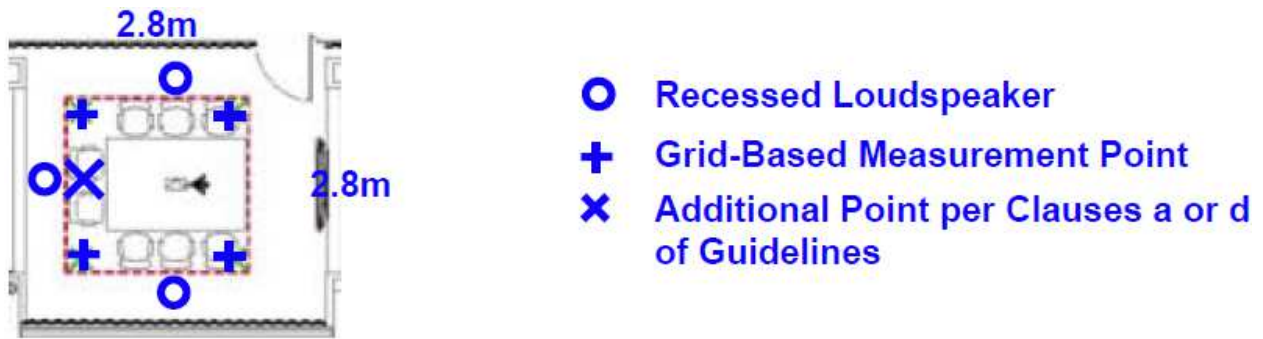 2.8m
2.8m
Recessed Loudspeaker
Grid-Based Measurement Point
Additional Point per Clauses a or d
of Guidelines